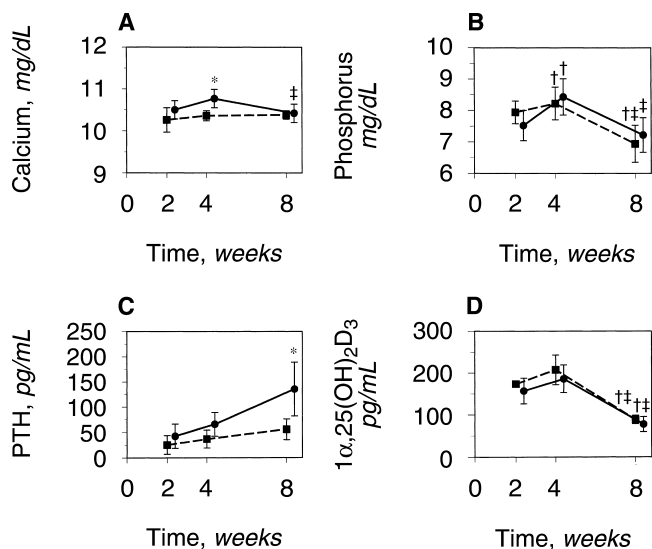 A
Calcium, mg/dL
12
11
10
9
*
‡
0 2 4 8
Time, weeks
B
Phosphorus
mg/dL
10
9
8
7
6
† †
†‡ ‡
0 2 4 8
Time, weeks
C
PTH, pg/mL
250
200
150
100
50
0
*
0 2 4 8
Time, weeks
D
1α,25(OH)2D3
pg/mL
300
200
100
0
†‡ †‡
0 2 4 8
Time, weeks